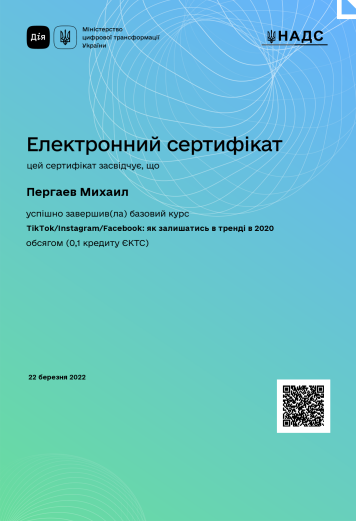 Дія
Міністерство
цифрової трансформації
України
НАДС
Електронний сертифікат
цей сертифікат засвідчує, що
Пергаев Михаил
успішно завершив(ла) базовий курс
TikTok/Instagram/Facebook: як залишатись в тренді в 2020
обсягом (0,1 кредиту ЄКТС)
22 березня 2022